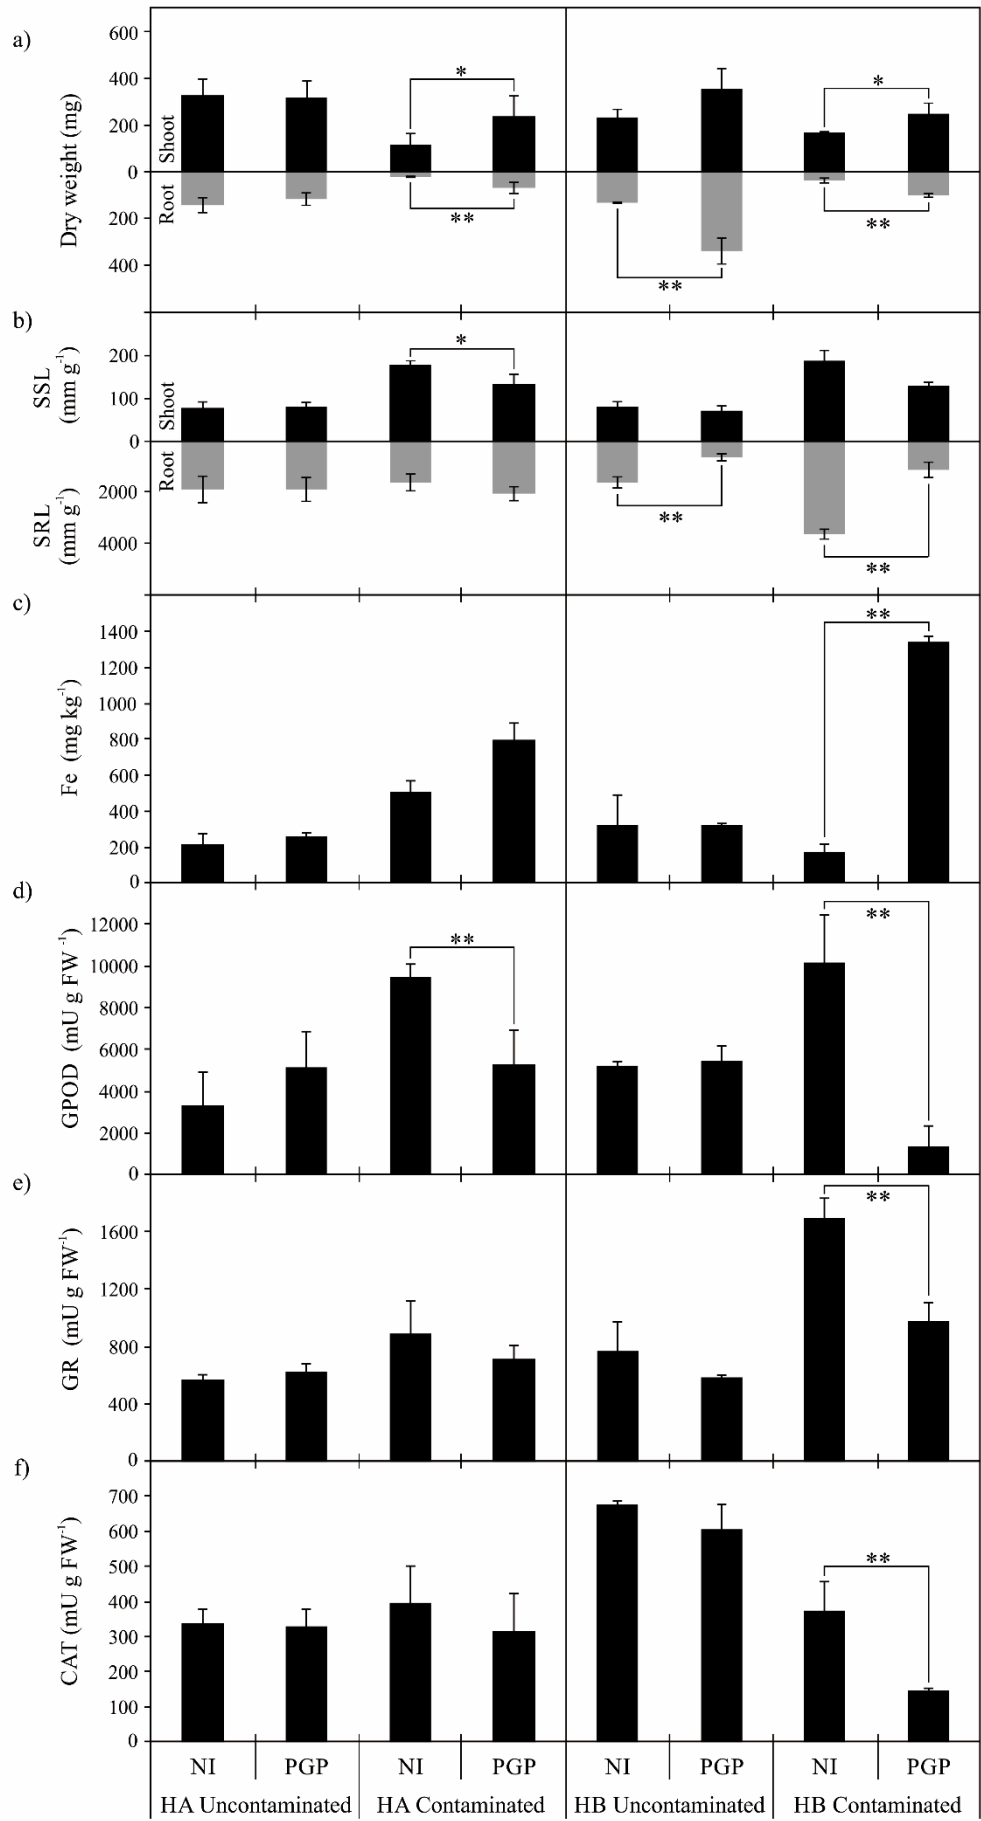 a)
600
400
200
0
200
400
Dry weight (mg)
Shoot
Root
*
**
**
*
**
b)
200
100
0
2000
4000
SSL
(mm g-1)
SRL
(mm g-1)
Shoot
Root
*
**
**
c)
1400
1200
1000
800
600
400
200
0
Fe (mg kg-1)
**
d)
12000
10000
8000
6000
4000
2000
0
GPOD (mU g FW -1)
**
**
e)
1600
1200
800
400
0
GR (mU g FW-1)
**
f)
700
600
500
400
300
200
100
0
CAT (mU g FW-1)
**
NI PGP NI PGP NI PGP NI PGP
HA Uncontaminated HA Contaminated HB Uncontaminated HB Contaminated